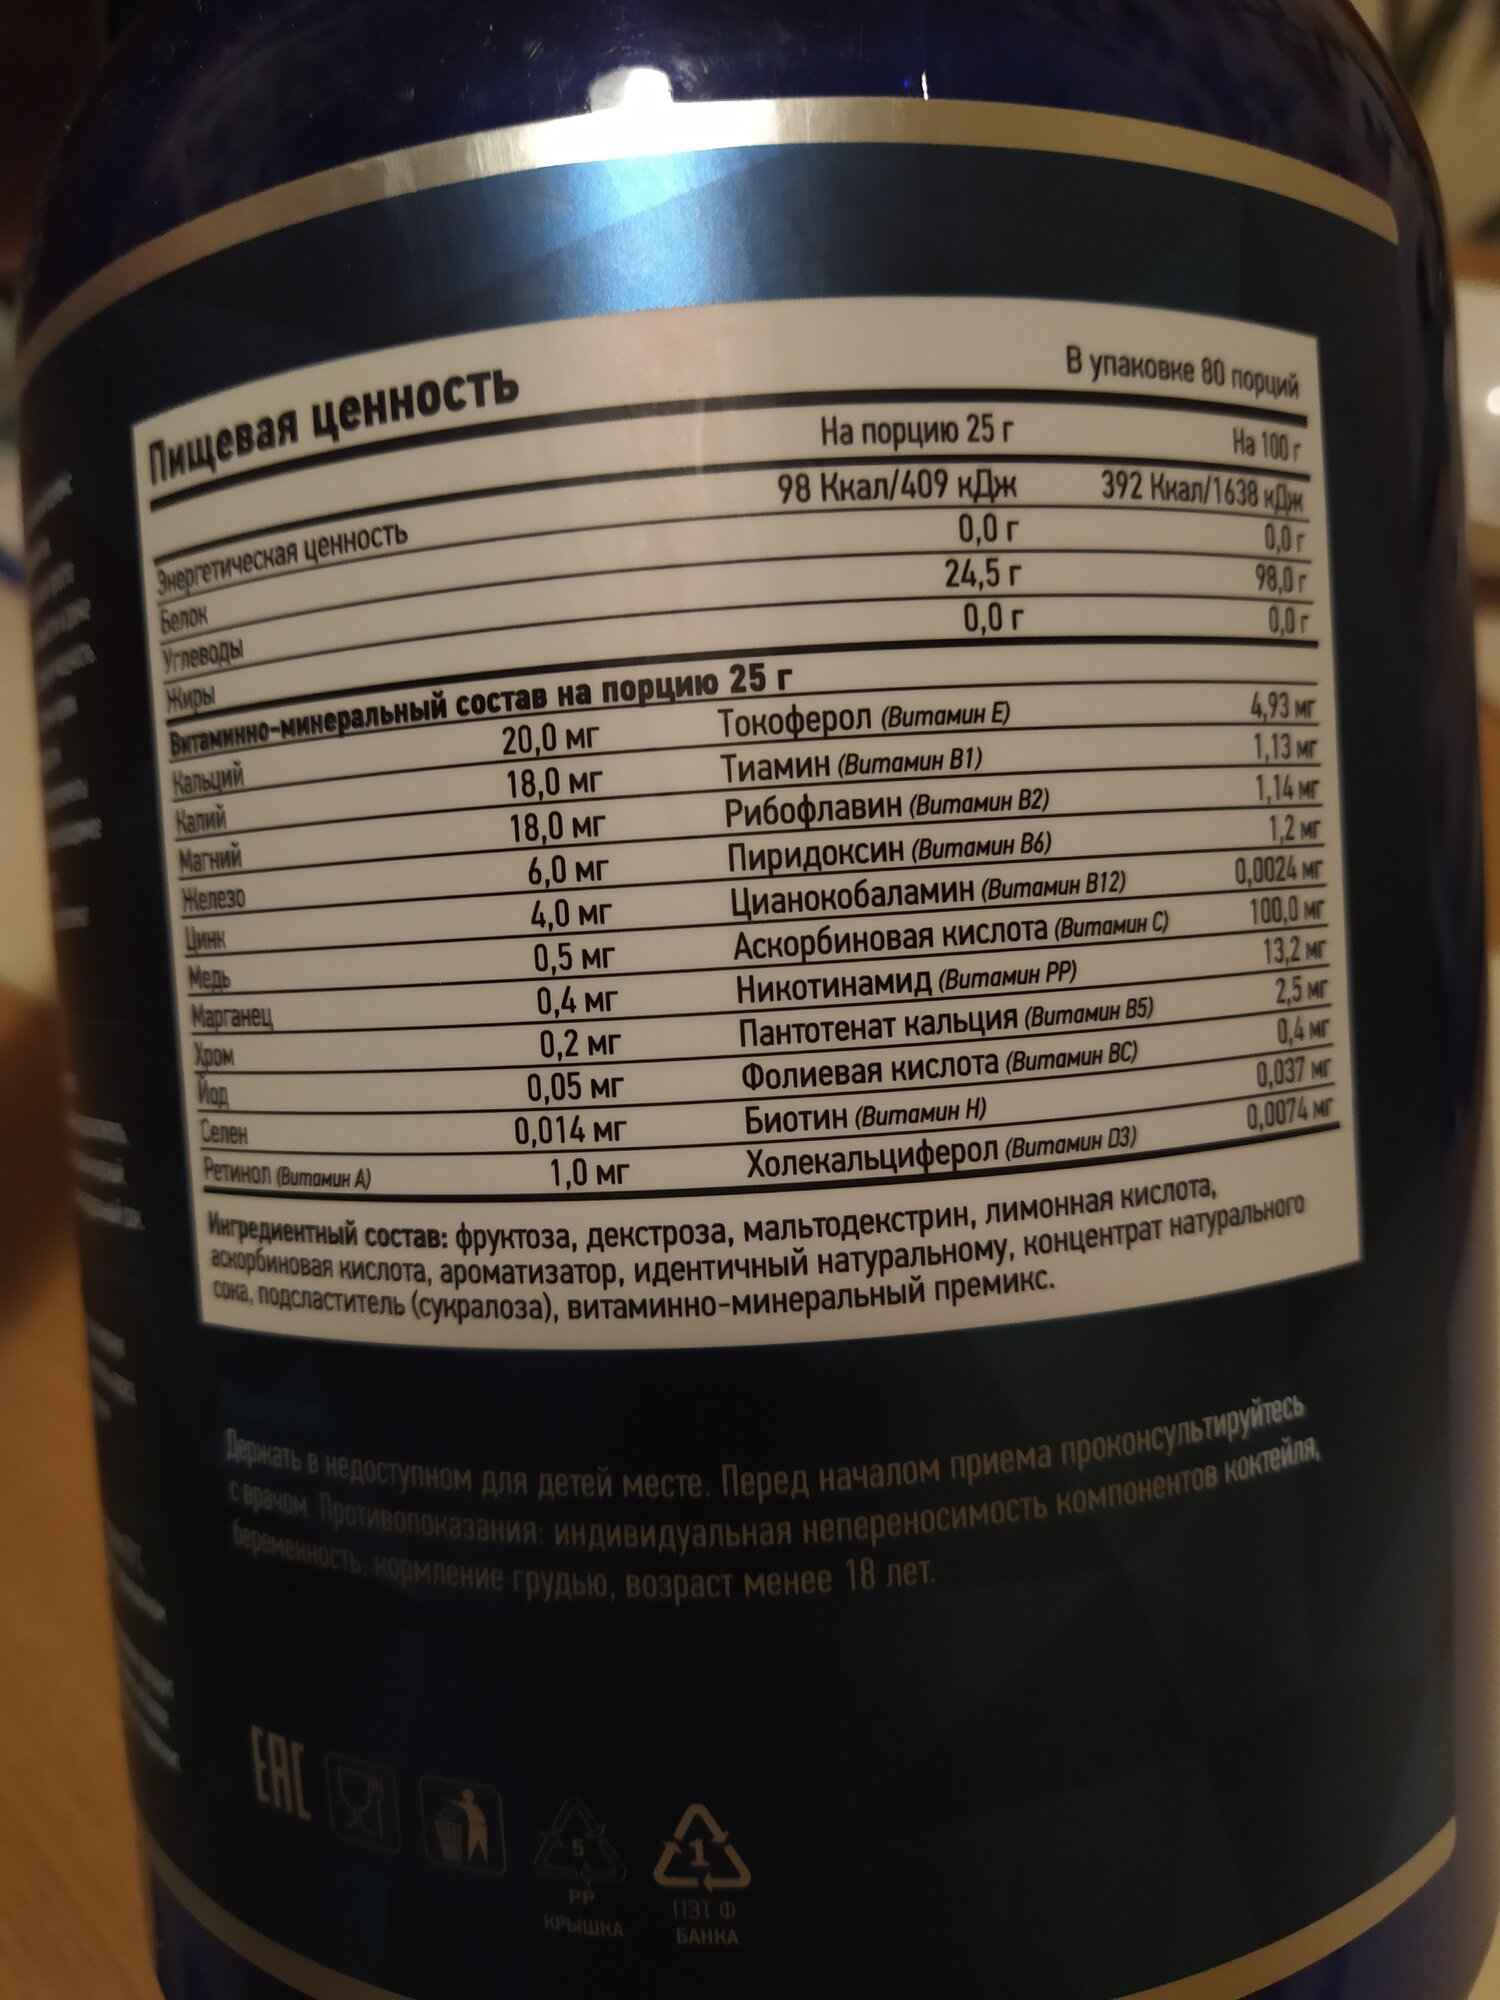 Пищевая ценность
В упаковке 80 порций
На порцию 25 г На 100 г
Энергетическая ценность 98 Ккал/409 кДж 392 Ккал/1638 кДж
Белок 0,0 г 0,0 г
Углеводы 24,5 г 98,0 г
Жиры 0,0 г 0,0 г
Витаминно-минеральный состав на порцию 25 г
Кальций 20,0 мг Токоферол (Витамин Е) 4,93 мг
Калий 18,0 мг Тиамин (Витамин В1) 1,13 мг
Магний 18,0 мг Рибофлавин (Витамин В2) 1,14 мг
Железо 6,0 мг Пиридоксин (Витамин В6) 1,2 мг
Цинк 4,0 мг Цианокобаламин (Витамин В12) 0,0024 мг
Медь 0,5 мг Аскорбиновая кислота (Витамин С) 100,0 мг
Марганец 0,4 мг Никотинамид (Витамин РР) 13,2 мг
Хром 0,2 мг Пантотенат кальция (Витамин В5) 2,5 мг
Йод 0,05 мг Фолиевая кислота (Витамин ВС) 0,4 мг
Селен 0,014 мг Биотин (Витамин Н) 0,037 мг
Ретинол (Витамин А) 1,0 мг Холекальциферол (Витамин D3) 0,0074 мг
Ингредиентный состав: фруктоза, декстроза, мальтодекстрин, лимонная кислота,
аскорбиновая кислота, ароматизатор, идентичный натуральному, концентрат натурального
сока, подсластитель (сукралоза), витаминно-минеральный премикс.
Держать в недоступном для детей месте. Перед началом приема проконсультируйтесь
с врачом. Противопоказания: индивидуальная непереносимость компонентов коктейля,
беременность, кормление грудью, возраст менее 18 лет.
EAC
5 1
PP ПЭТ Ф
КРЫШКА БАНКА